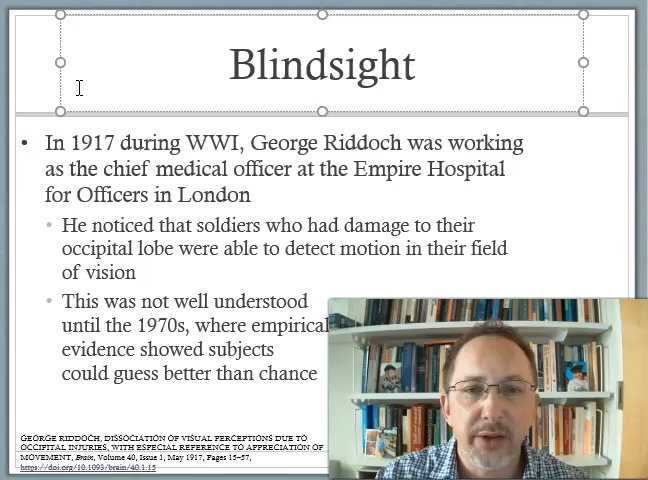 Blindsight
• In 1917 during WWI, George Riddoch was working
as the chief medical officer at the Empire Hospital
for Officers in London
• He noticed that soldiers who had damage to their
occipital lobe were able to detect motion in their field
of vision
• This was not well understood
until the 1970s, where empirical
evidence showed subjects
could guess better than chance
GEORGE RIDDOCH, DISSOCIATION OF VISUAL PERCEPTIONS DUE TO
OCCIPITAL INJURIES, WITH ESPECIAL REFERENCE TO APPRECIATION OF
MOVEMENT, Brain, Volume 40, Issue 1, May 1917, Pages 15–57,
https://doi.org/10.1093/brain/40.1.15